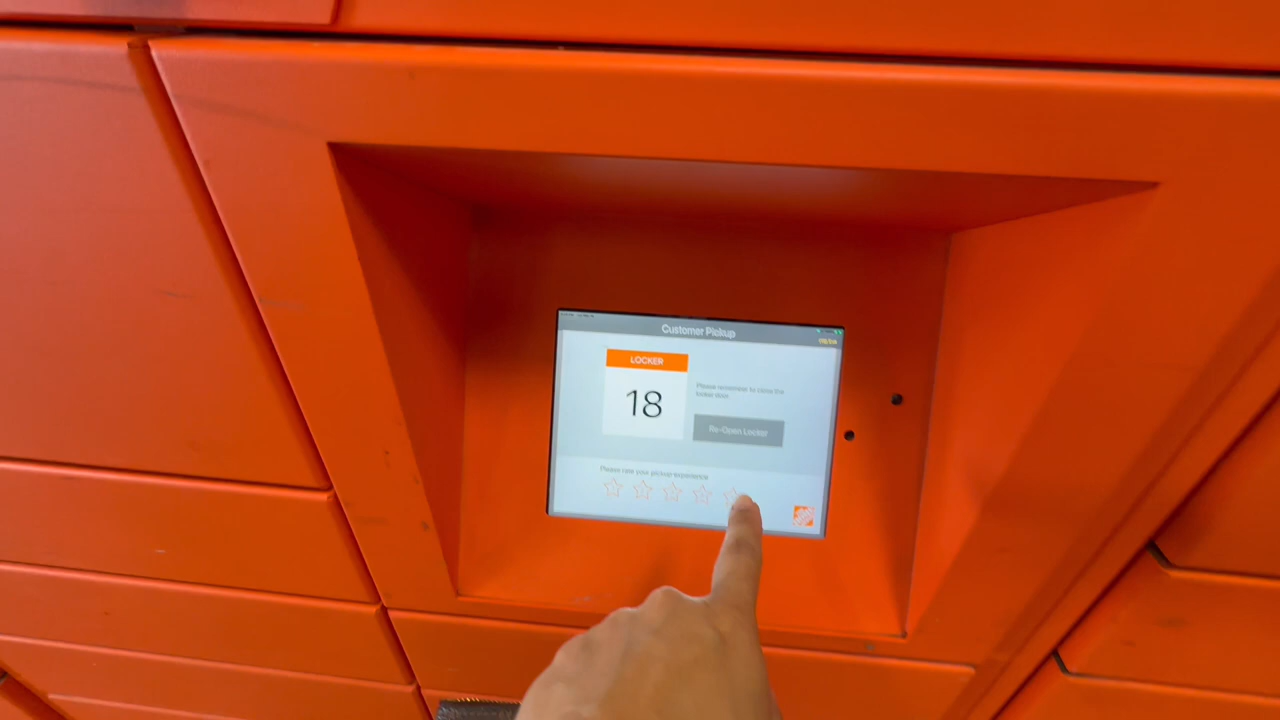 Customer Pickup
LOCKER
18
Please remember to close the
locker door.
Re-Open Locker
Please rate your pickup experience